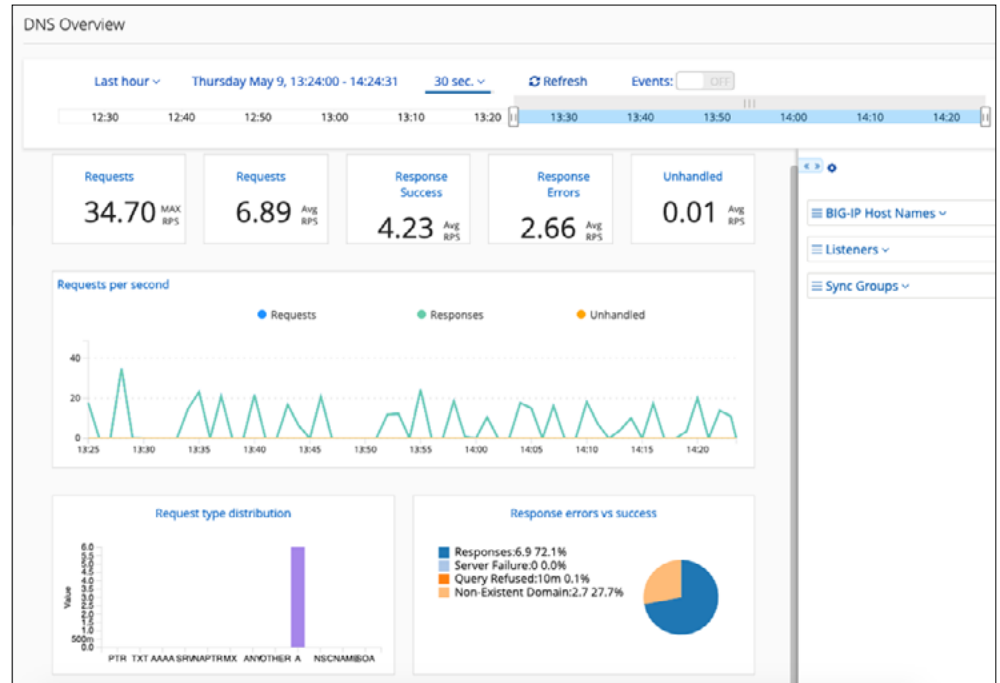 DNS Overview
Last hour Thursday May 9, 13:24:00 - 14:24:31 30 sec. Refresh Events: OFF
12:30 12:40 12:50 13:00 13:10 13:20 13:30 13:40 13:50 14:00 14:10 14:20
Requests
34.70 MAX RPS
Requests
6.89 Avg RPS
Response
Success
4.23 Avg RPS
Response
Errors
2.66 Avg RPS
Unhandled
0.01 Avg RPS
BIG-IP Host Names
Listeners
Sync Groups
Requests per second
Requests Responses Unhandled
40
20
0
13:25 13:30 13:35 13:40 13:45 13:50 13:55 14:00 14:05 14:10 14:15 14:20
Request type distribution
Value
6.0
5.5
5.0
4.5
4.0
3.5
3.0
2.5
2.0
1.5
1.0
500m
0.0
PTR TXT AAAA SRVNAPTRMX ANYOTHER A NSCNAMESOA
Response errors vs success
Responses:6.9 72.1%
Server Failure:0 0.0%
Query Refused:10m 0.1%
Non-Existent Domain:2.7 27.7%